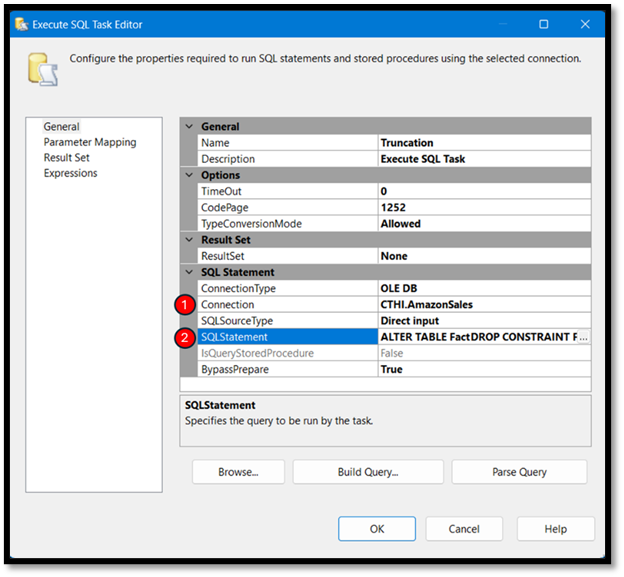 Execute SQL Task Editor
Configure the properties required to run SQL statements and stored procedures using the selected connection.
General
Parameter Mapping
Result Set
Expressions
General
Name Truncation
Description Execute SQL Task
Options
TimeOut 0
CodePage 1252
TypeConversionMode Allowed
Result Set
ResultSet None
SQL Statement
ConnectionType OLE DB
1 Connection CTHI.AmazonSales
SQLSourceType Direct input
2 SQLStatement ALTER TABLE FactDROP CONSTRAINT F ...
IsQueryStoredProcedure False
BypassPrepare True
SQLStatement
Specifies the query to be run by the task.
Browse... Build Query... Parse Query
OK Cancel Help